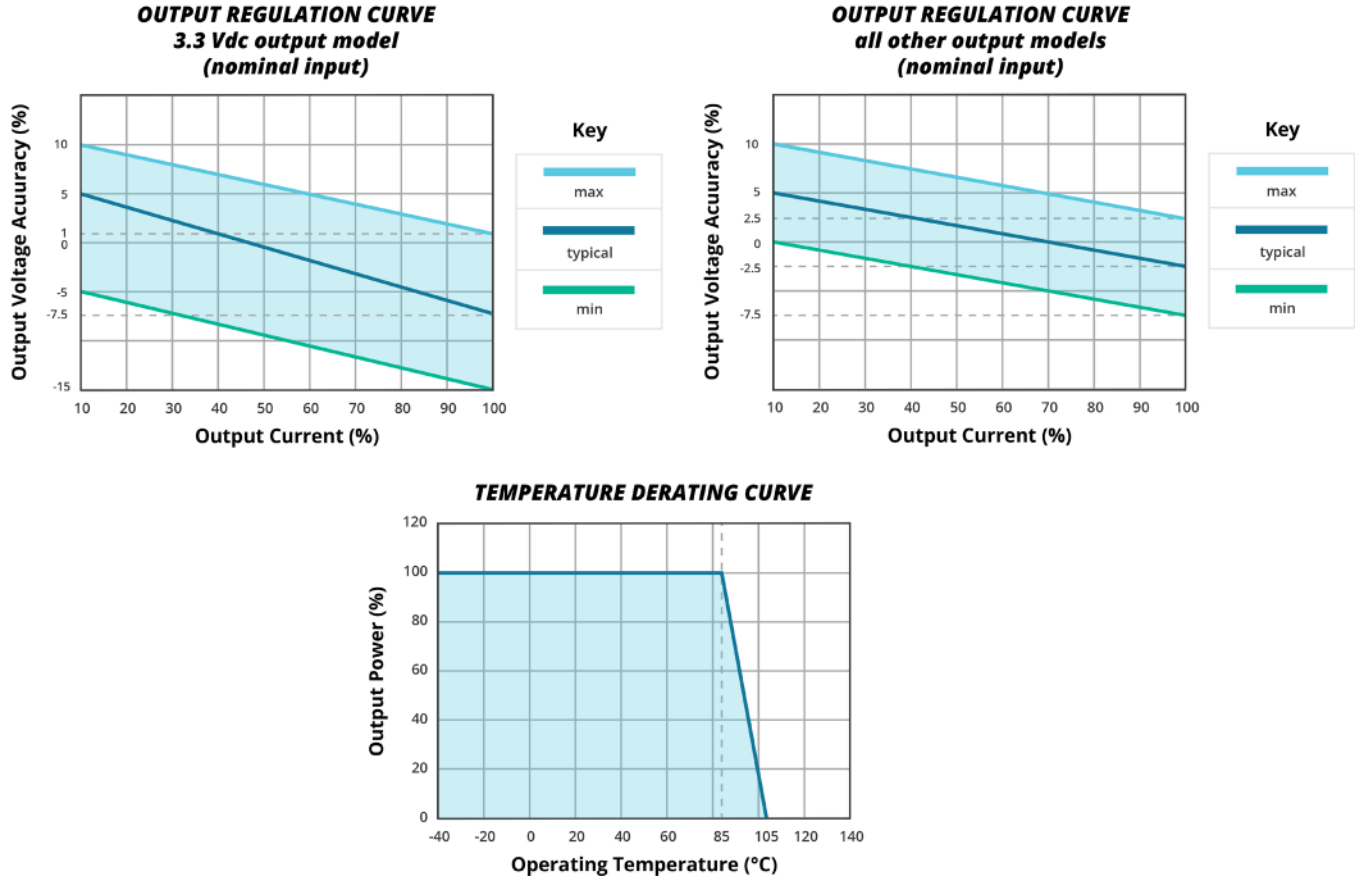 OUTPUT REGULATION CURVE
3.3 Vdc output model
(nominal input)
Output Voltage Acuuracy (%)
10
5
1
0
-5
-7.5
-15
10 20 30 40 50 60 70 80 90 100
Output Current (%)
Key
max
typical
min
OUTPUT REGULATION CURVE
all other output models
(nominal input)
Output Voltage Acuuracy (%)
10
5
2.5
0
-2.5
-7.5
10 20 30 40 50 60 70 80 90 100
Output Current (%)
Key
max
typical
min
TEMPERATURE DERATING CURVE
Output Power (%)
120
100
80
60
40
20
0
-40 -20 0 20 40 60 85 105 120 140
Operating Temperature (°C)